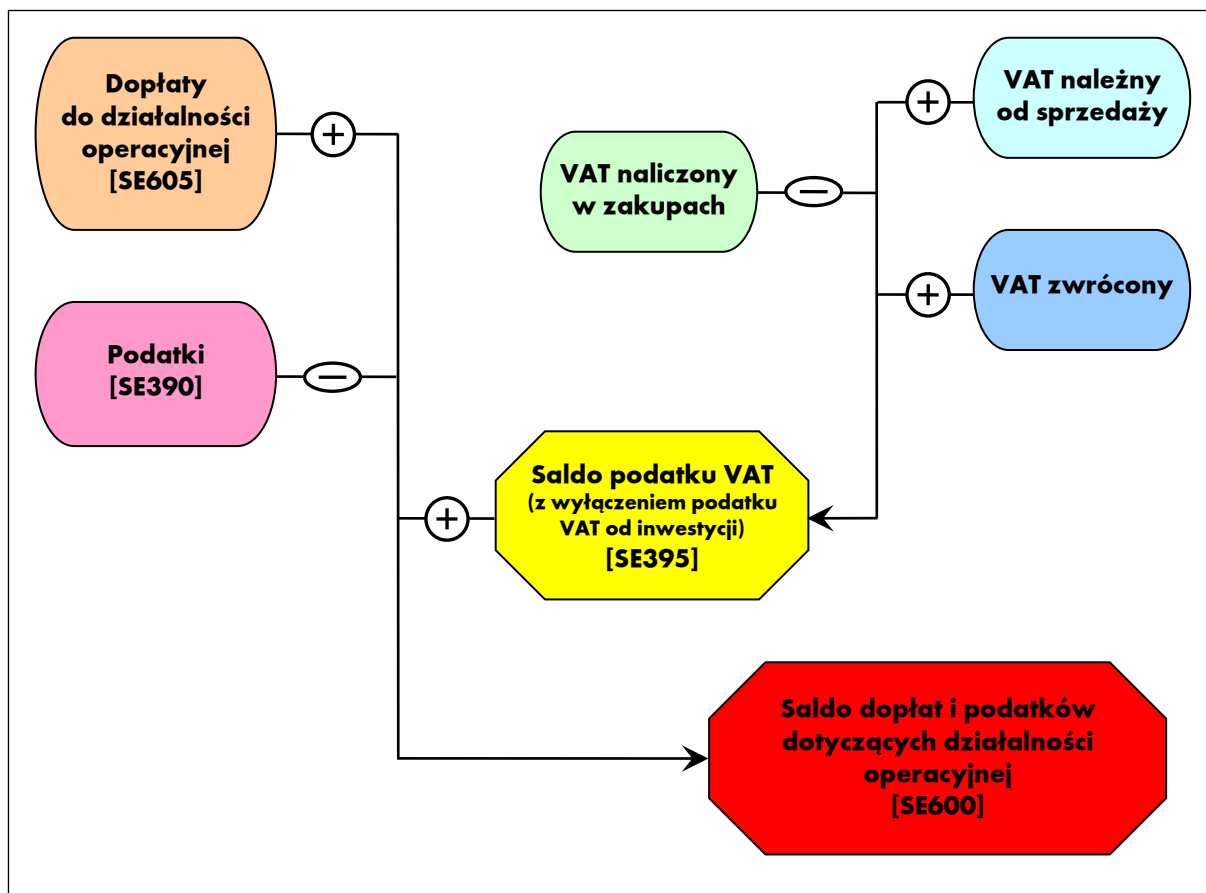 Dopłaty
do działalności
operacyjnej
[SE605]
+
VAT należny
od sprzedaży
+
VAT naliczony
w zakupach
−
VAT zwrócony
+
Podatki
[SE390]
−
Saldo podatku VAT
(z wyłączeniem podatku
VAT od inwestycji)
[SE395]
+
Saldo dopłat i podatków
dotyczących działalności
operacyjnej
[SE600]